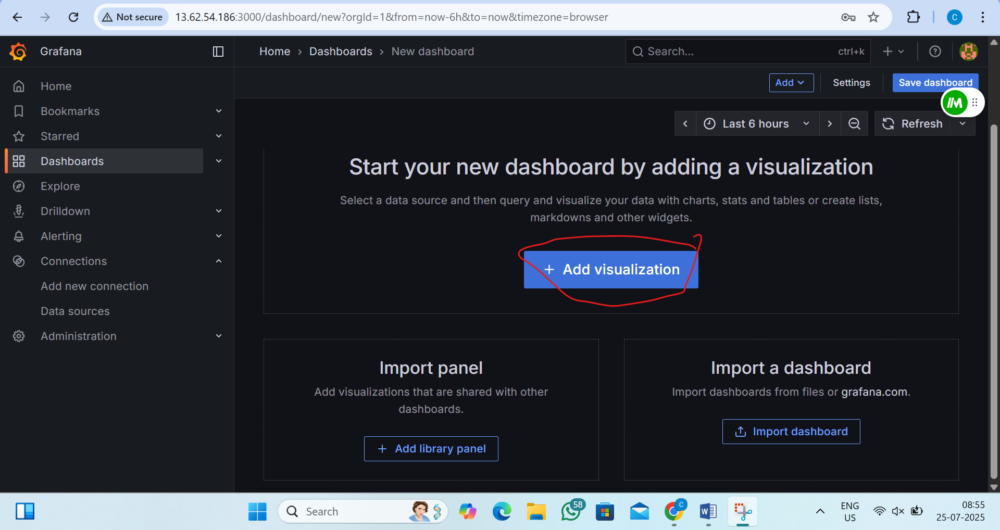 Not secure
13.62.54.186:3000/dashboard/new?orgId=1&from=now-6h&to=now&timezone=browser
C
Grafana
Home › Dashboards › New dashboard
Search...
ctrl+k
Add
Settings
Save dashboard
Home
Bookmarks
Starred
Dashboards
Explore
Drilldown
Alerting
Connections
Add new connection
Data sources
Administration
Last 6 hours
Refresh
Start your new dashboard by adding a visualization
Select a data source and then query and visualize your data with charts, stats and tables or create lists,
markdowns and other widgets.
+ Add visualization
Import panel
Add visualizations that are shared with other
dashboards.
+ Add library panel
Import a dashboard
Import dashboards from files or grafana.com.
Import dashboard
Search
58
C
W
ENG
US
08:55
25-07-2025